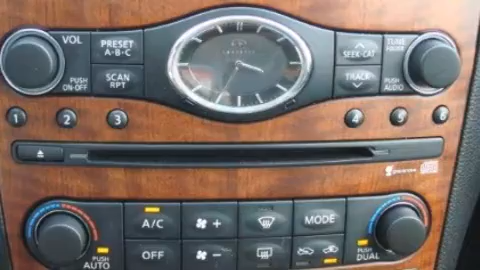 VOL
PRESET
A·B·C
SEEK·CAT
TUNE
FOLDER
PUSH
ON·OFF
SCAN
RPT
INFINITI
TRACK
PUSH
AUDIO
1
2
3
4
5
6
A/C
+
MODE
PUSH
AUTO
OFF
−
PUSH
DUAL